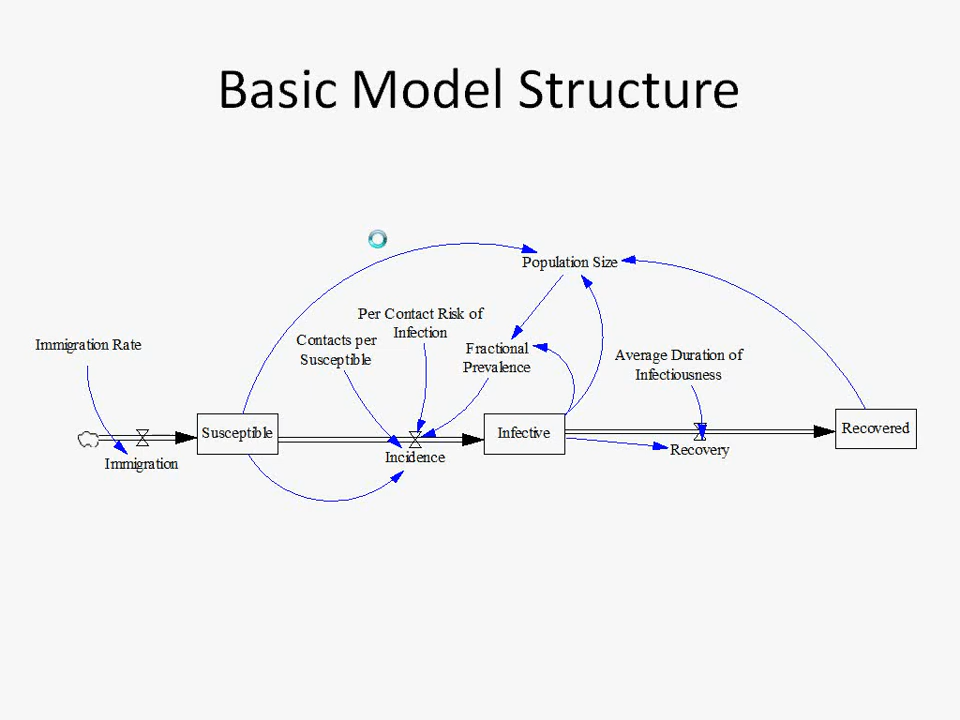 Basic Model Structure
Population Size
Per Contact Risk of
Infection
Contacts per
Susceptible
Immigration Rate
Fractional
Prevalence
Average Duration of
Infectiousness
Susceptible
Infective
Recovered
Immigration
Incidence
Recovery